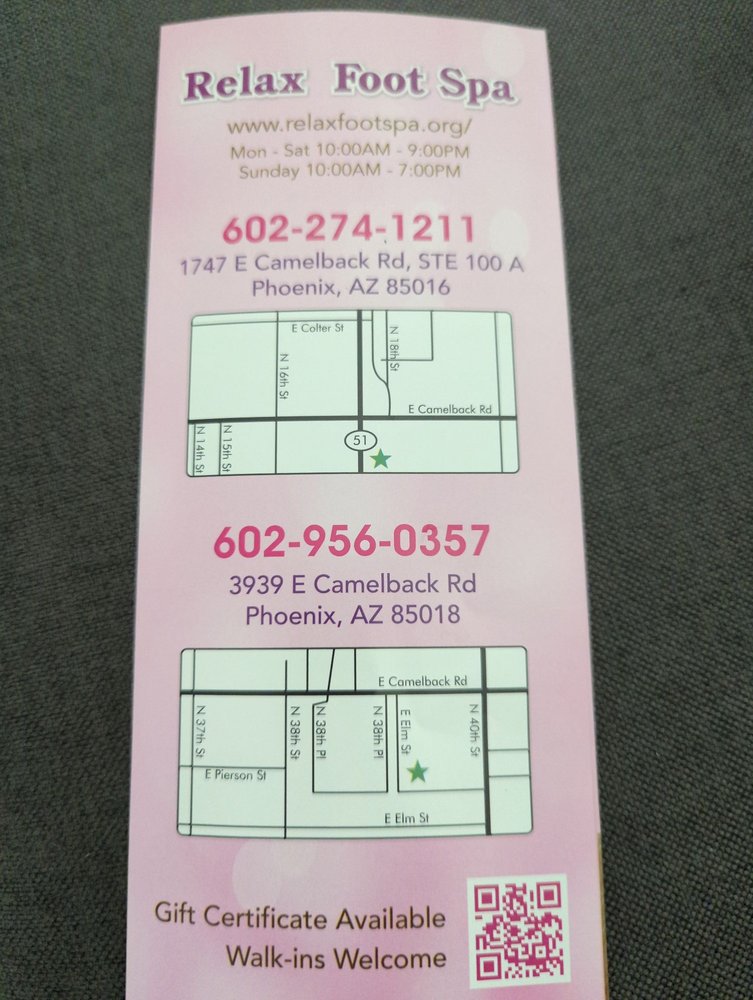 Relax Foot Spa
www.relaxfootspa.org/
Mon - Sat 10:00AM - 9:00PM
Sunday 10:00AM - 7:00PM
602-274-1211
1747 E Camelback Rd, STE 100 A
Phoenix, AZ 85016
E Colter St
N 16th St
N 18th St
E Camelback Rd
N 14th St
N 15th St
51
602-956-0357
3939 E Camelback Rd
Phoenix, AZ 85018
E Camelback Rd
N 37th St
N 38th St
N 38th Pl
N 38th Pl
E Elm St
N 40th St
E Pierson St
E Elm St
Gift Certificate Available
Walk-ins Welcome